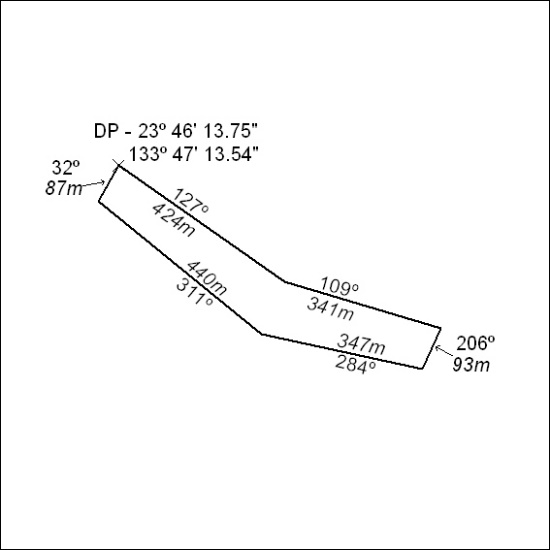 DP - 23º 46' 13.75"
133º 47' 13.54"
32º
87m
127º
424m
440m
311º
109º
341m
347m
284º
206º
93m